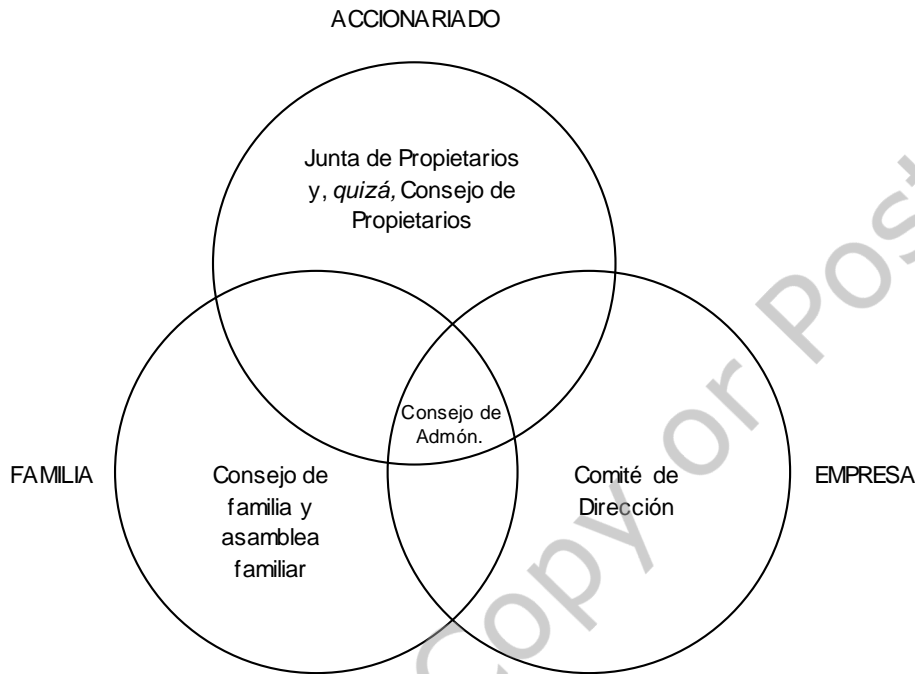 ACCIONARIADO
Junta de Propietarios
y, quizá, Consejo de
Propietarios
Consejo de
Admón.
FAMILIA
Consejo de
familia y
asamblea
familiar
Comité de
Dirección
EMPRESA
Copy or Post